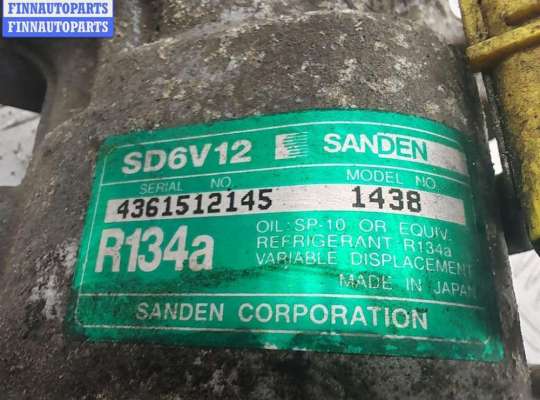 FINNAUTOPARTS
FINNAUTOPARTS
SD6V12 SANDEN
SERIAL NO. MODEL NO.
4361512145 1438
R134a
OIL:SP-10 OR EQUIV.
REFRIGERANT:R134a
VARIABLE DISPLACEMENT
MADE IN JAPAN
SANDEN CORPORATION